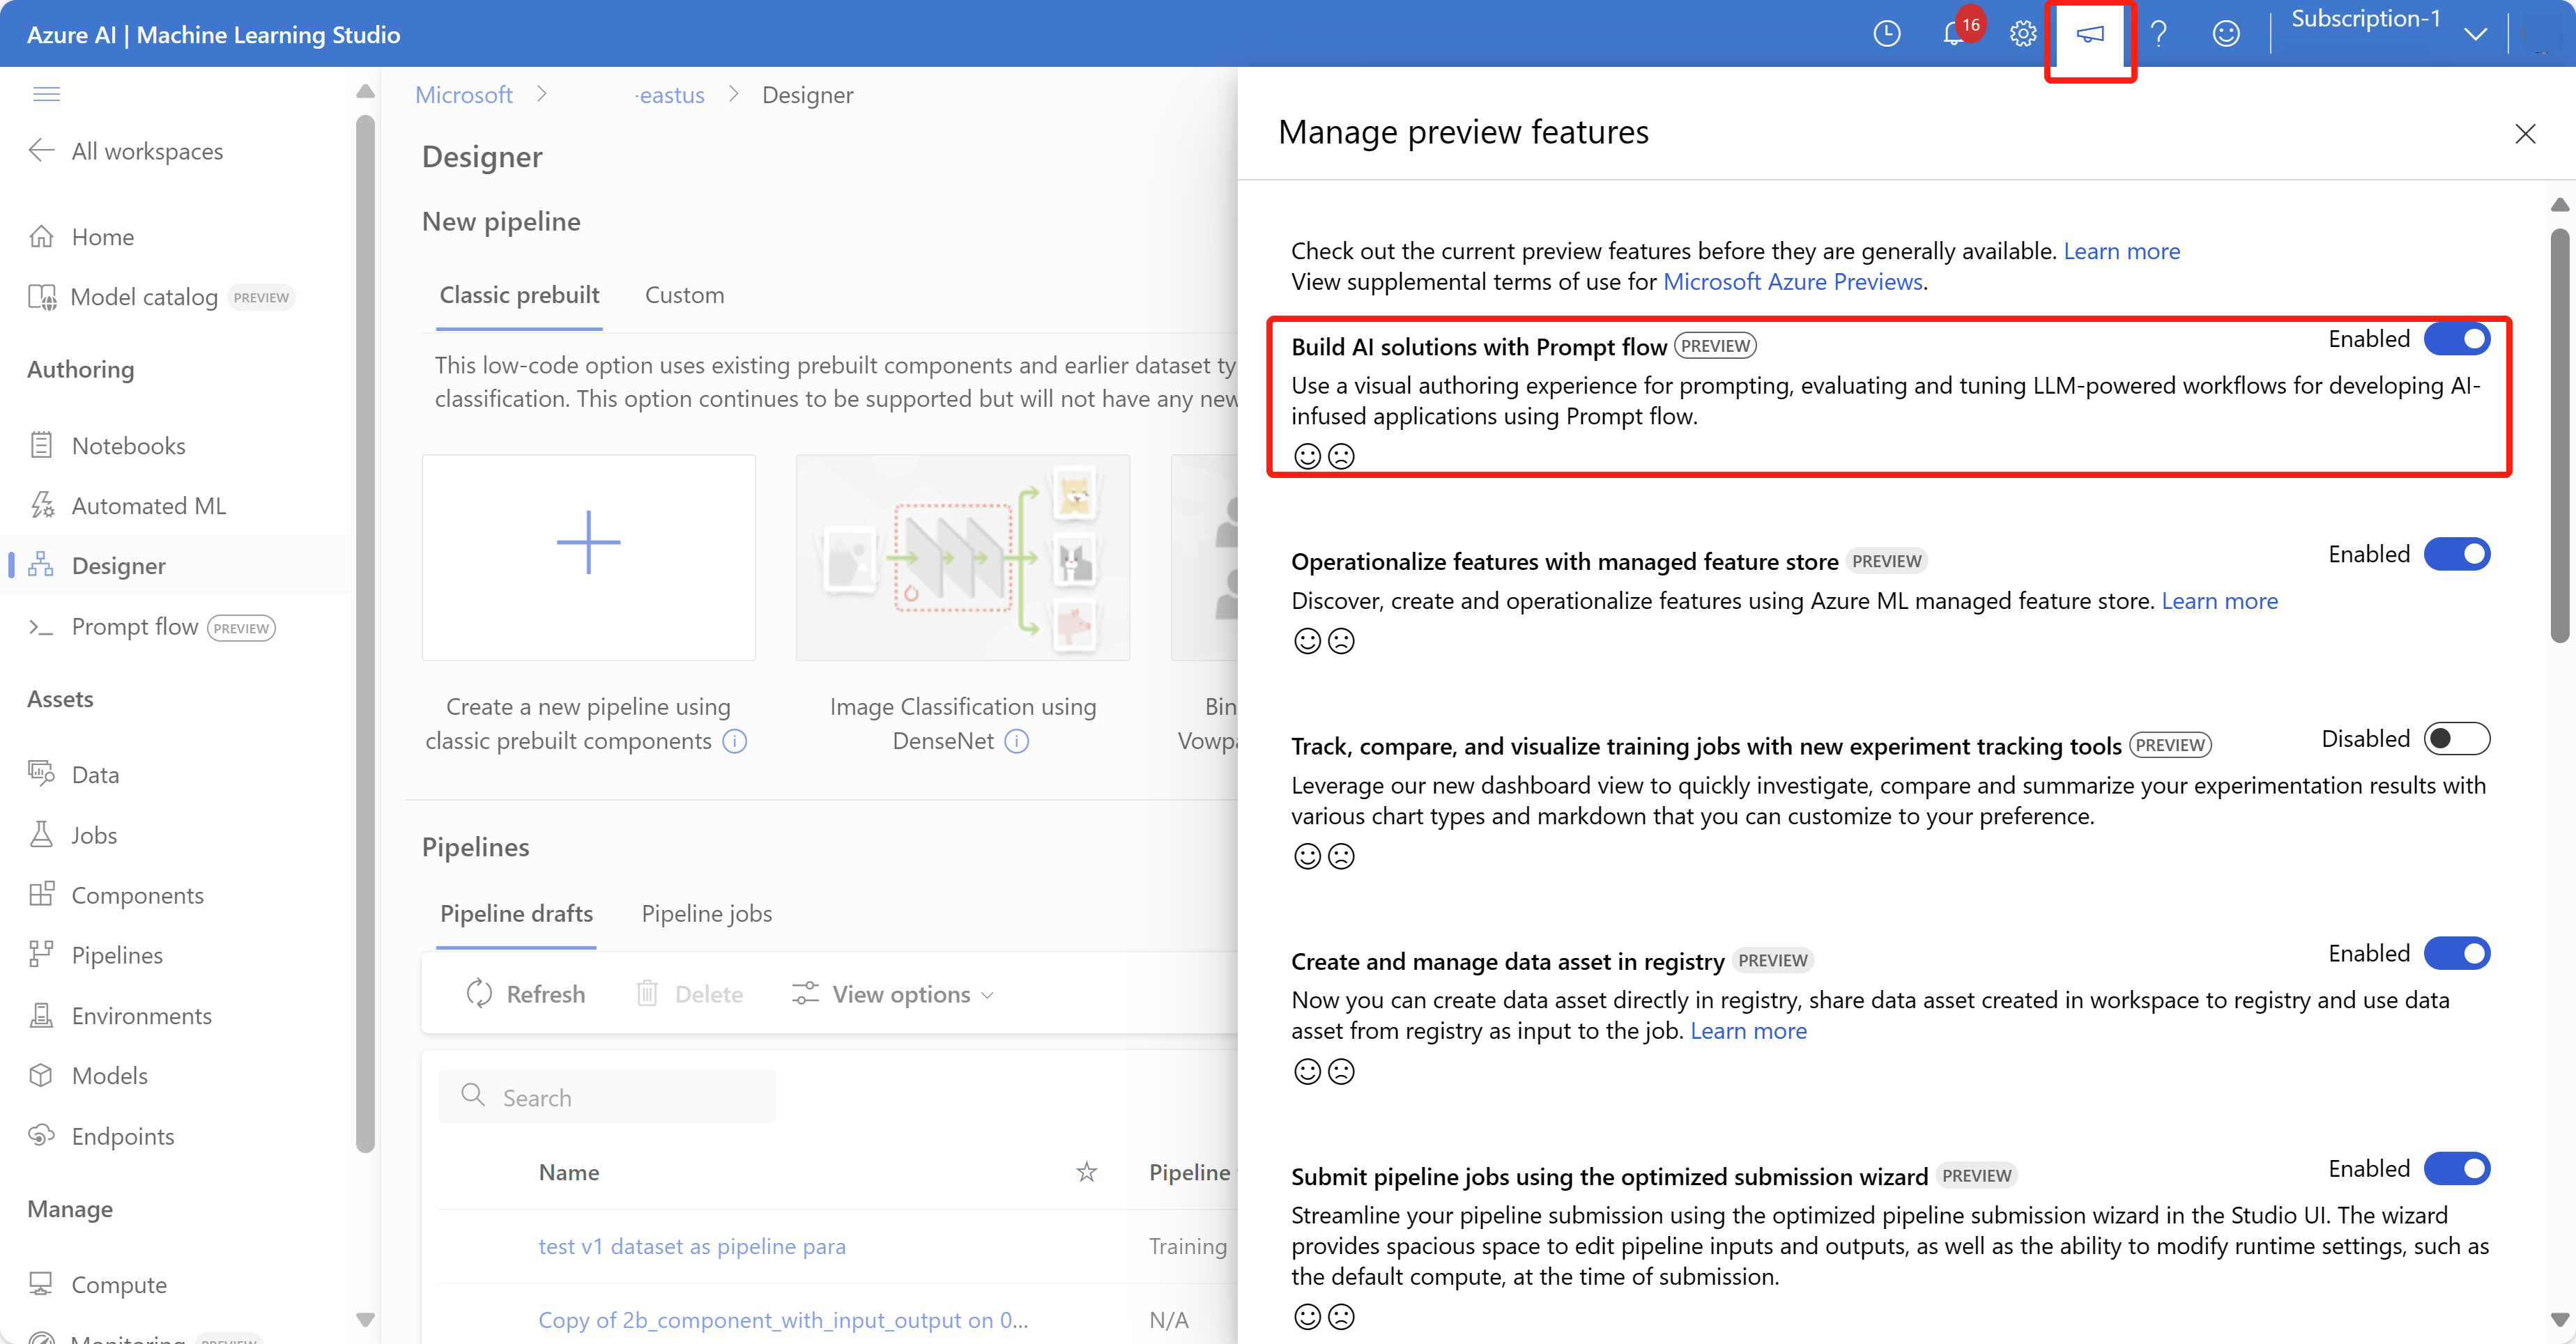 Azure AI | Machine Learning Studio
16
Subscription-1
All workspaces
Home
Model catalog PREVIEW
Authoring
Notebooks
Automated ML
Designer
Prompt flow PREVIEW
Assets
Data
Jobs
Components
Pipelines
Environments
Models
Endpoints
Manage
Compute
Monitoring PREVIEW
Microsoft > -eastus > Designer
Designer
New pipeline
Classic prebuilt Custom
This low-code option uses existing prebuilt components and earlier dataset ty
classification. This option continues to be supported but will not have any new
Create a new pipeline using
classic prebuilt components
Image Classification using
DenseNet
Bin
Vowpa
Pipelines
Pipeline drafts Pipeline jobs
Refresh Delete View options
Search
Name Pipeline
test v1 dataset as pipeline para Training
Copy of 2b_component_with_input_output on 0... N/A
Manage preview features
Check out the current preview features before they are generally available. Learn more
View supplemental terms of use for Microsoft Azure Previews.
Build AI solutions with Prompt flow PREVIEW Enabled
Use a visual authoring experience for prompting, evaluating and tuning LLM-powered workflows for developing AI-
infused applications using Prompt flow.
Operationalize features with managed feature store PREVIEW Enabled
Discover, create and operationalize features using Azure ML managed feature store. Learn more
Track, compare, and visualize training jobs with new experiment tracking tools PREVIEW Disabled
Leverage our new dashboard view to quickly investigate, compare and summarize your experimentation results with
various chart types and markdown that you can customize to your preference.
Create and manage data asset in registry PREVIEW Enabled
Now you can create data asset directly in registry, share data asset created in workspace to registry and use data
asset from registry as input to the job. Learn more
Submit pipeline jobs using the optimized submission wizard PREVIEW Enabled
Streamline your pipeline submission using the optimized pipeline submission wizard in the Studio UI. The wizard
provides spacious space to edit pipeline inputs and outputs, as well as the ability to modify runtime settings, such as
the default compute, at the time of submission.